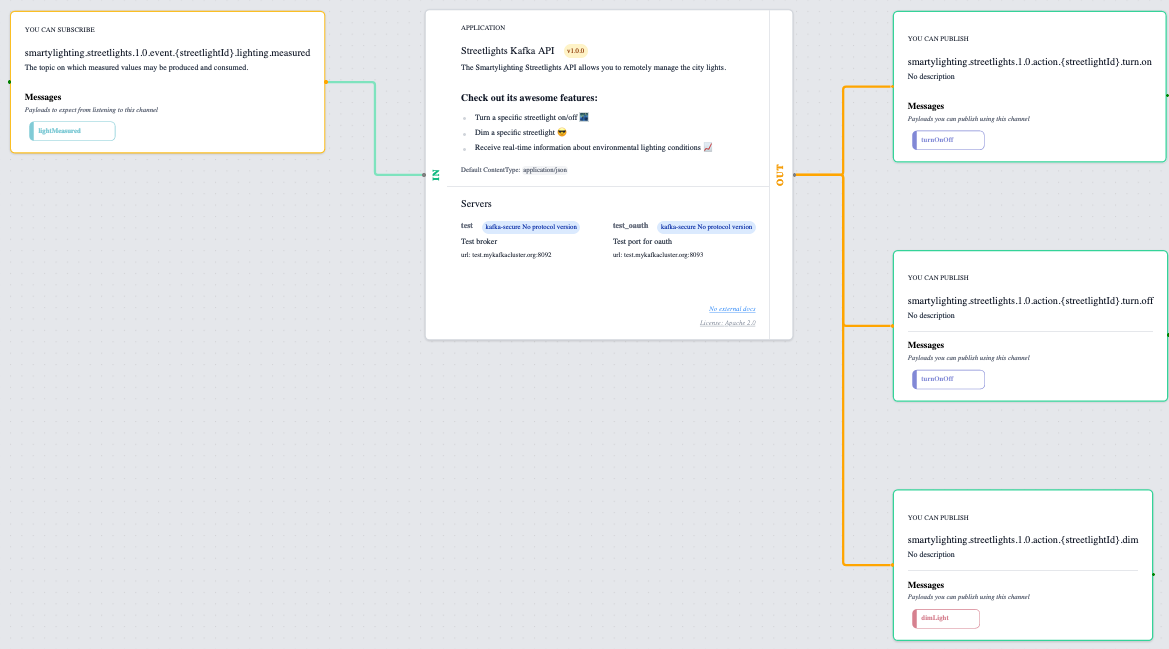 YOU CAN SUBSCRIBE
smartylighting.streetlights.1.0.event.{streetlightId}.lighting.measured
The topic on which measured values may be produced and consumed.
Messages
Payloads to expect from listening to this channel
lightMeasured
APPLICATION
Streetlights Kafka API v1.0.0
The Smartylighting Streetlights API allows you to remotely manage the city lights.
Check out its awesome features:
Turn a specific streetlight on/off 🌃
Dim a specific streetlight 😎
Receive real-time information about environmental lighting conditions 📈
Default ContentType: application/json
IN
OUT
Servers
test kafka-secure No protocol version
Test broker
url: test.mykafkacluster.org:8092
test_oauth kafka-secure No protocol version
Test port for oauth
url: test.mykafkacluster.org:8093
No external docs
License: Apache 2.0
YOU CAN PUBLISH
smartylighting.streetlights.1.0.action.{streetlightId}.turn.on
No description
Messages
Payloads you can publish using this channel
turnOnOff
YOU CAN PUBLISH
smartylighting.streetlights.1.0.action.{streetlightId}.turn.off
No description
Messages
Payloads you can publish using this channel
turnOnOff
YOU CAN PUBLISH
smartylighting.streetlights.1.0.action.{streetlightId}.dim
No description
Messages
Payloads you can publish using this channel
dimLight